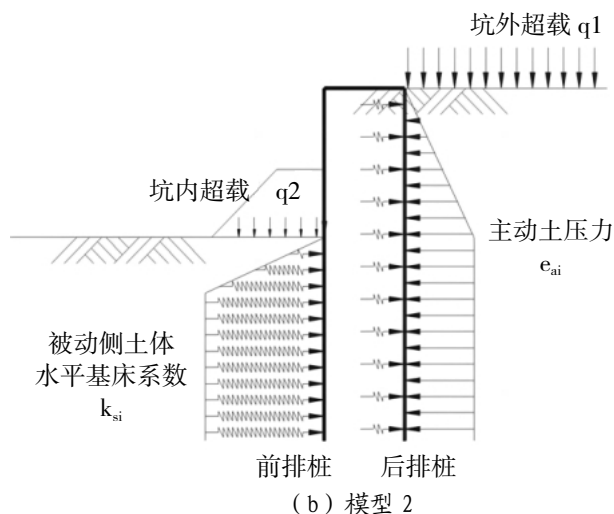 坑外超载 q1
坑内超载 q2
主动土压力
eai
被动侧土体
水平基床系数
ksi
前排桩 后排桩
（b）模型 2